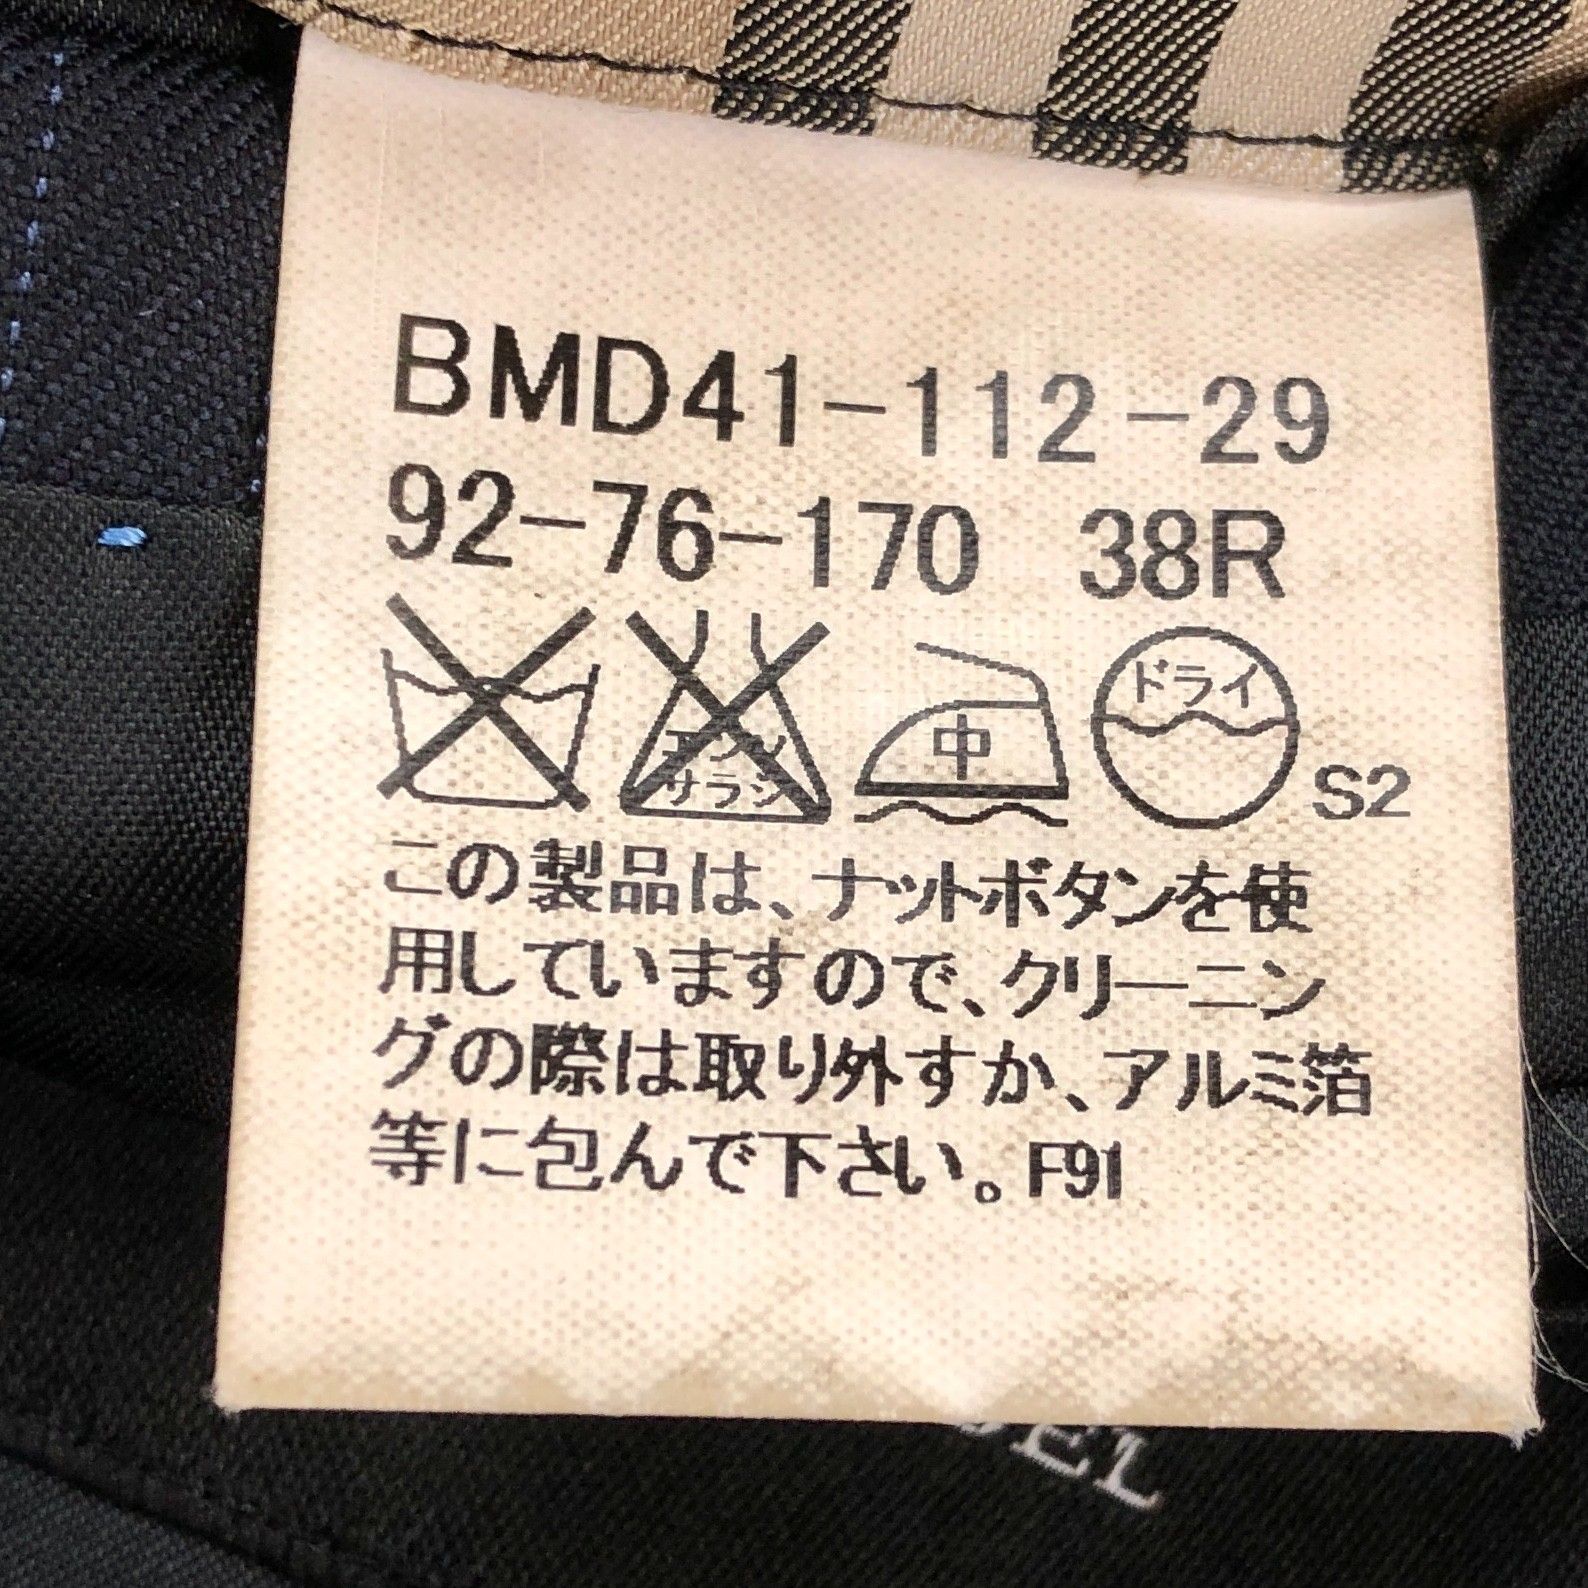 BMD41-112-29
92-76-170 38R
エンソ
サラシ
中
ドライ
S2
この製品は、ナットボタンを使
用していますので、クリーニン
グの際は取り外すか、アルミ箔
等に包んで下さい。F91